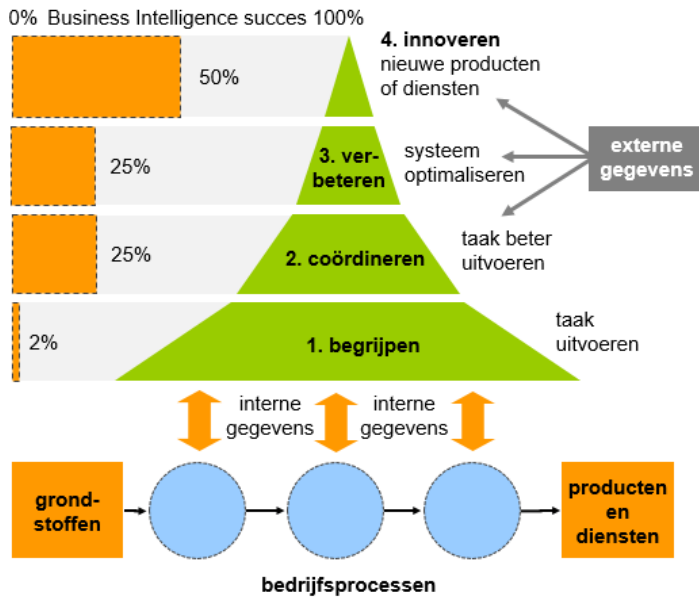 0% Business Intelligence succes 100%
50%
4. innoveren
nieuwe producten
of diensten
25%
3. ver-
beteren
systeem
optimaliseren
externe
gegevens
25%
2. coördineren
taak beter
uitvoeren
2%
1. begrijpen
taak
uitvoeren
interne
gegevens
interne
gegevens
grond-
stoffen
producten
en
diensten
bedrijfsprocessen